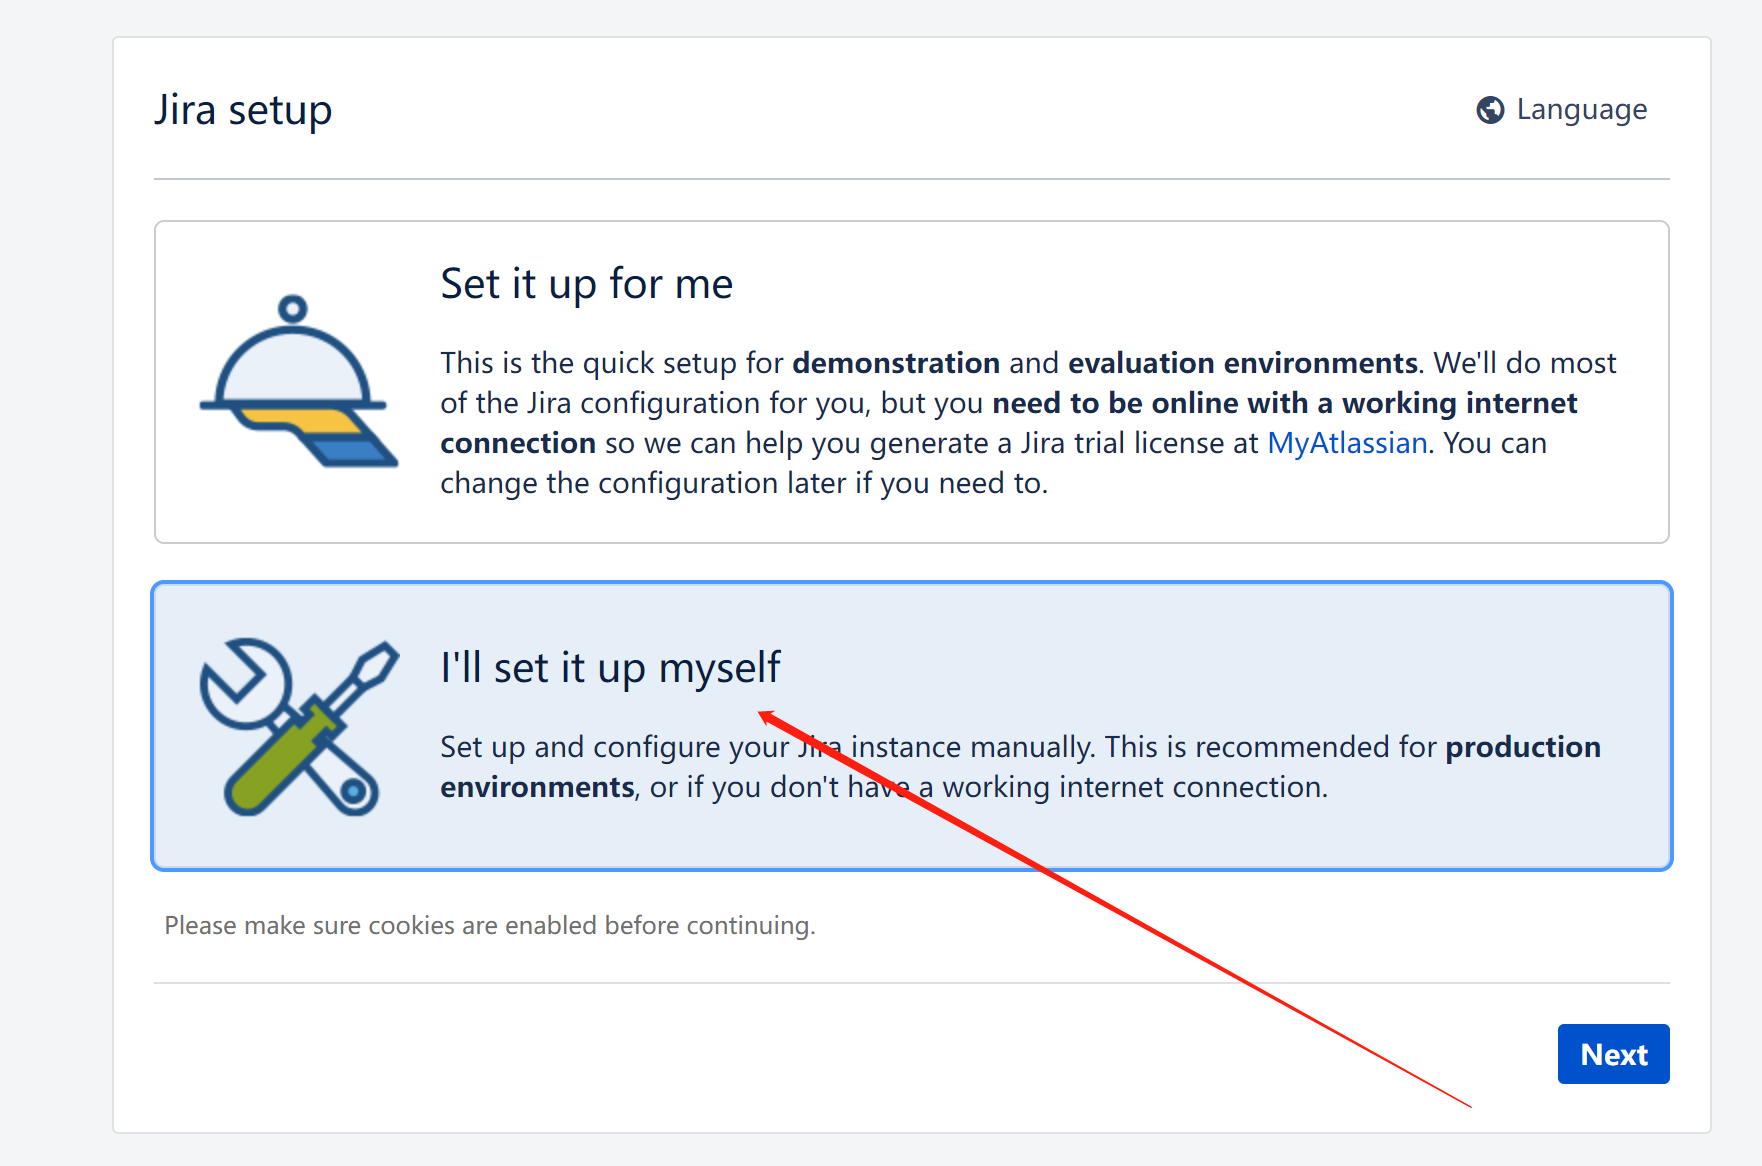 Jira setup
Language
Set it up for me
This is the quick setup for demonstration and evaluation environments. We'll do most
of the Jira configuration for you, but you need to be online with a working internet
connection so we can help you generate a Jira trial license at MyAtlassian. You can
change the configuration later if you need to.
I'll set it up myself
Set up and configure your Jira instance manually. This is recommended for production
environments, or if you don't have a working internet connection.
Please make sure cookies are enabled before continuing.
Next